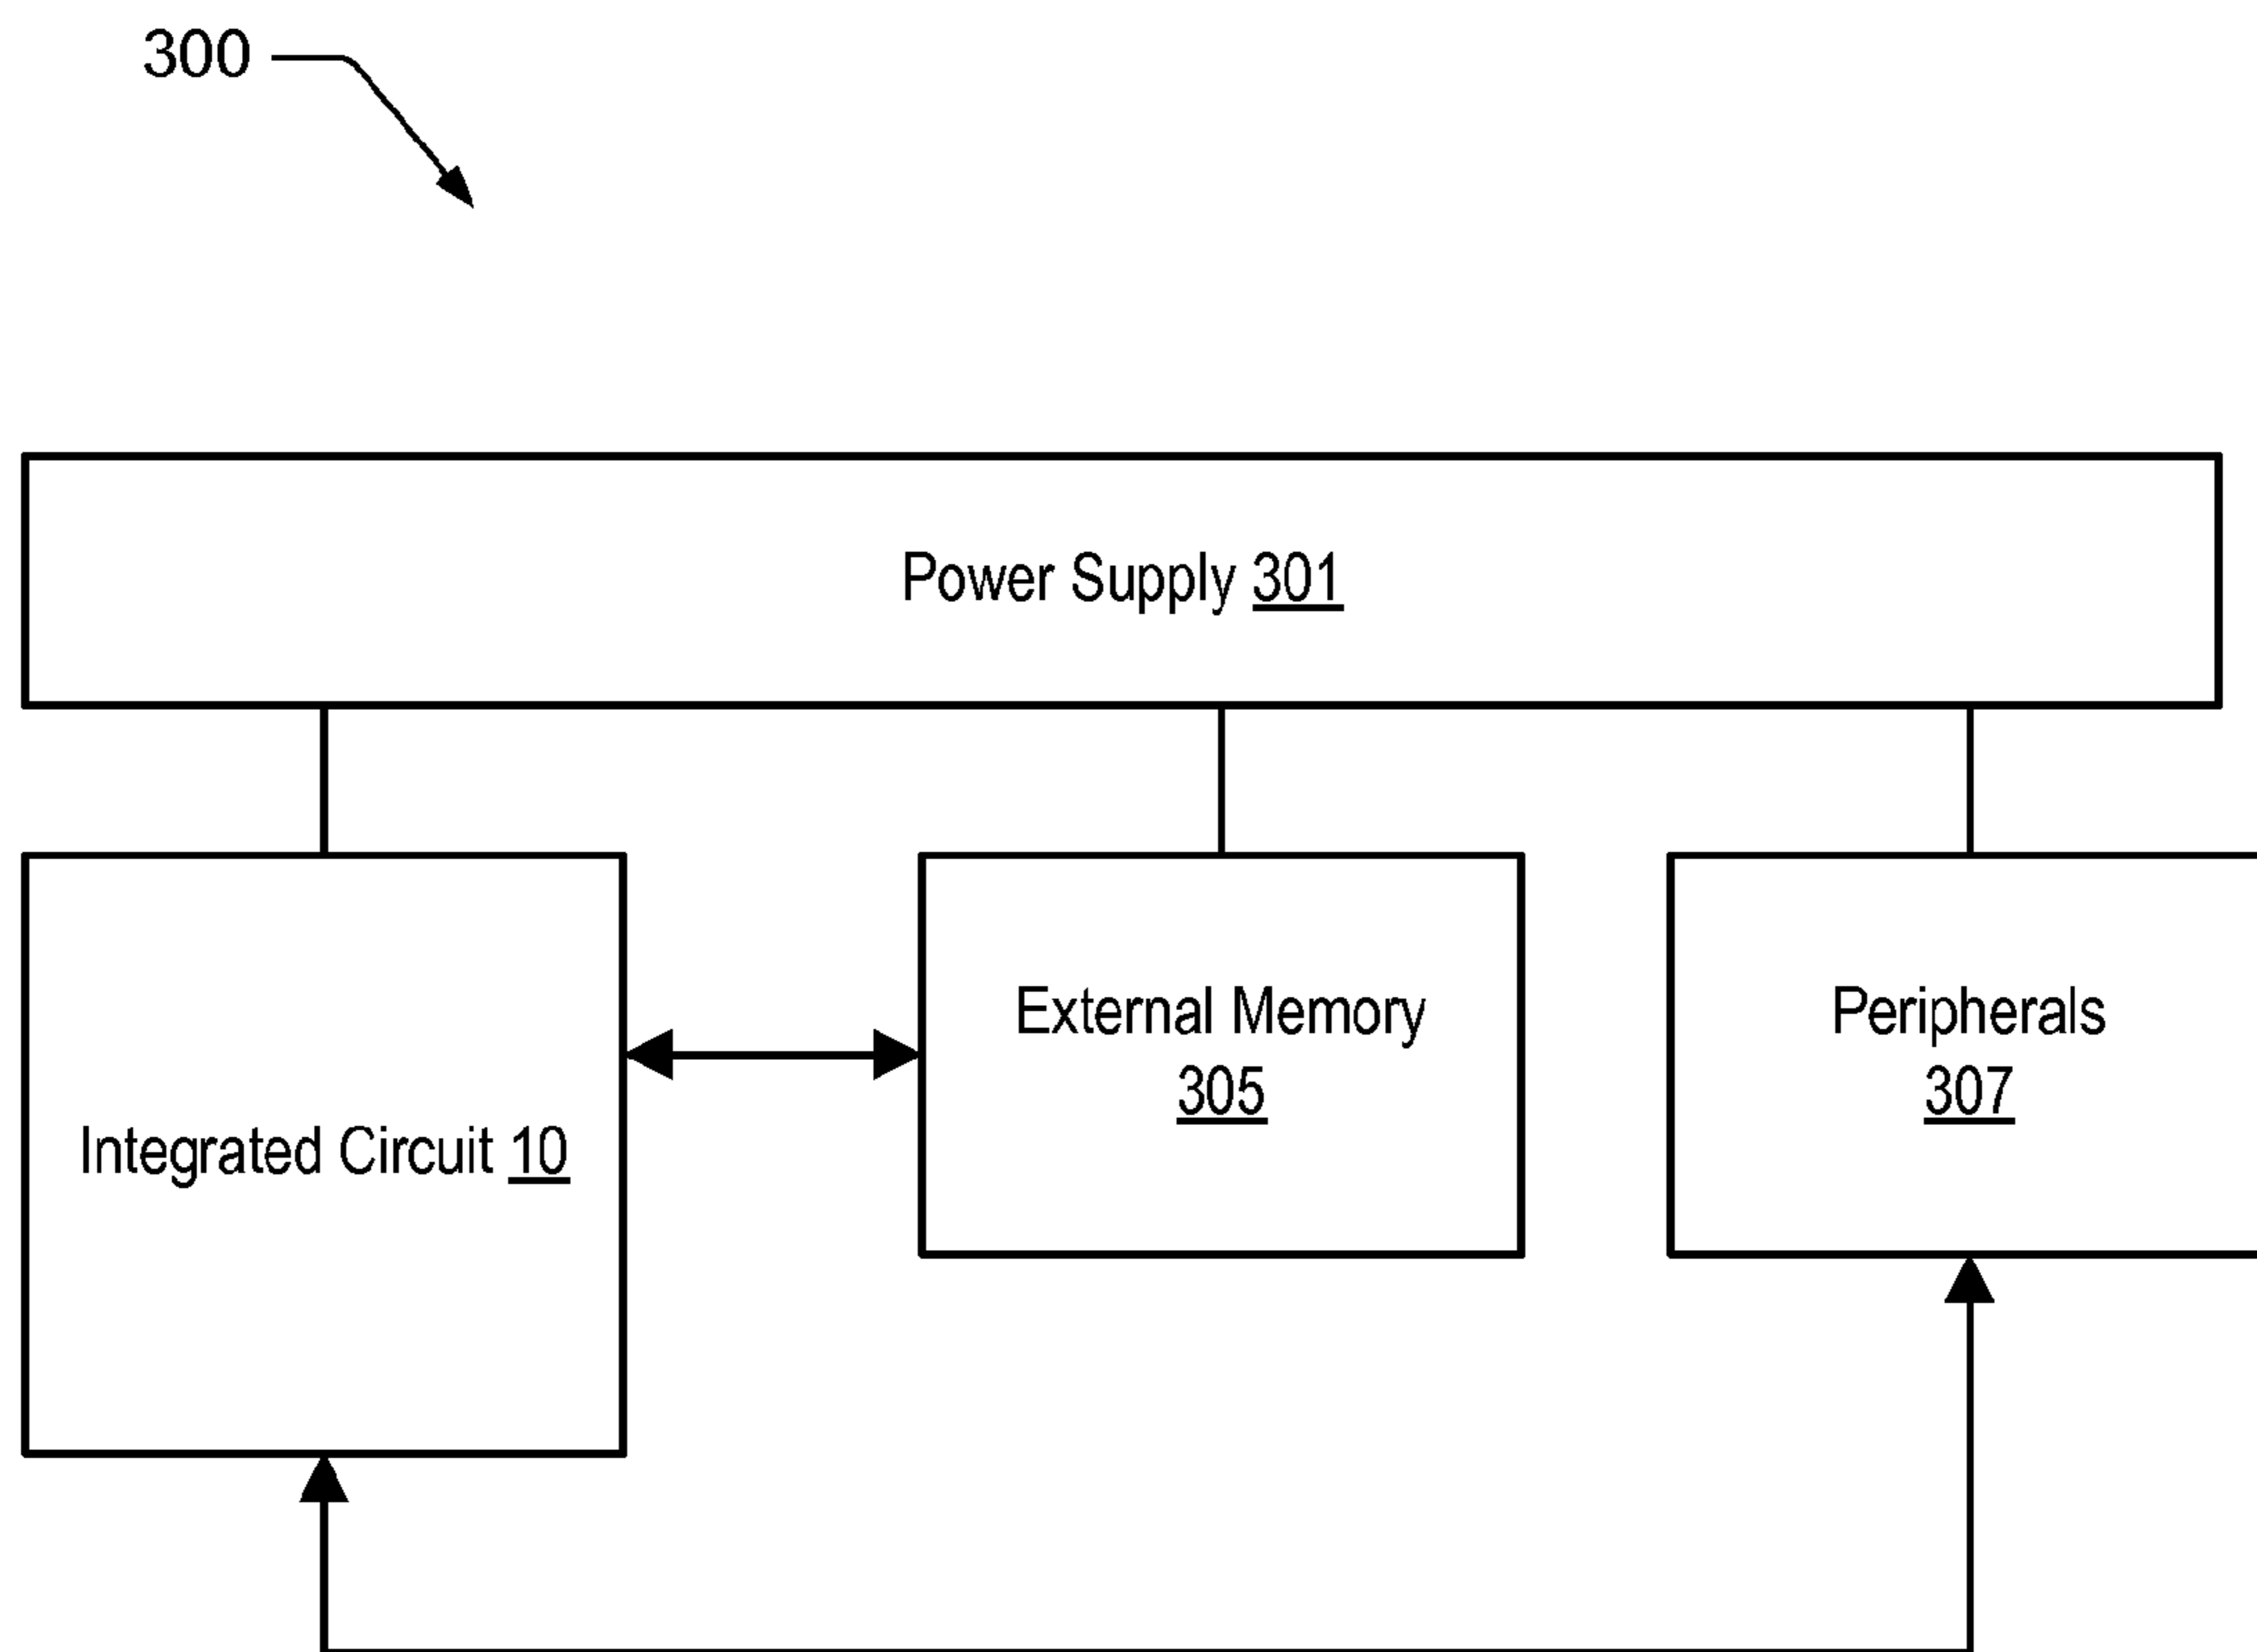 300
Power Supply 301
External Memory
305
Peripherals
307
Integrated Circuit 10